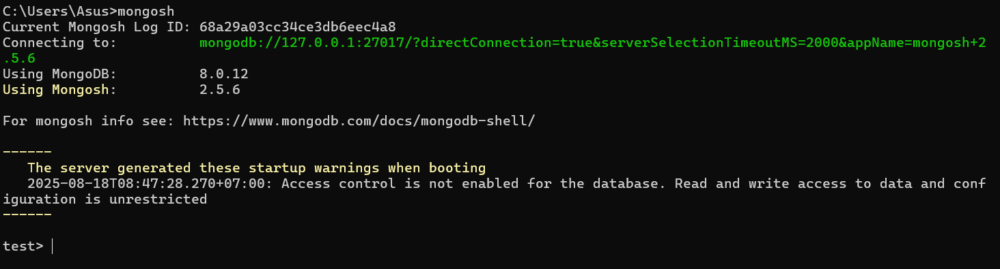 C:\Users\Asus>mongosh
Current Mongosh Log ID: 68a29a03cc34ce3db6eec4a8
Connecting to:          mongodb://127.0.0.1:27017/?directConnection=true&serverSelectionTimeoutMS=2000&appName=mongosh+2
.5.6
Using MongoDB:          8.0.12
Using Mongosh:          2.5.6
For mongosh info see: https://www.mongodb.com/docs/mongodb-shell/
------
   The server generated these startup warnings when booting
   2025-08-18T08:47:28.270+07:00: Access control is not enabled for the database. Read and write access to data and conf
iguration is unrestricted
------
test>